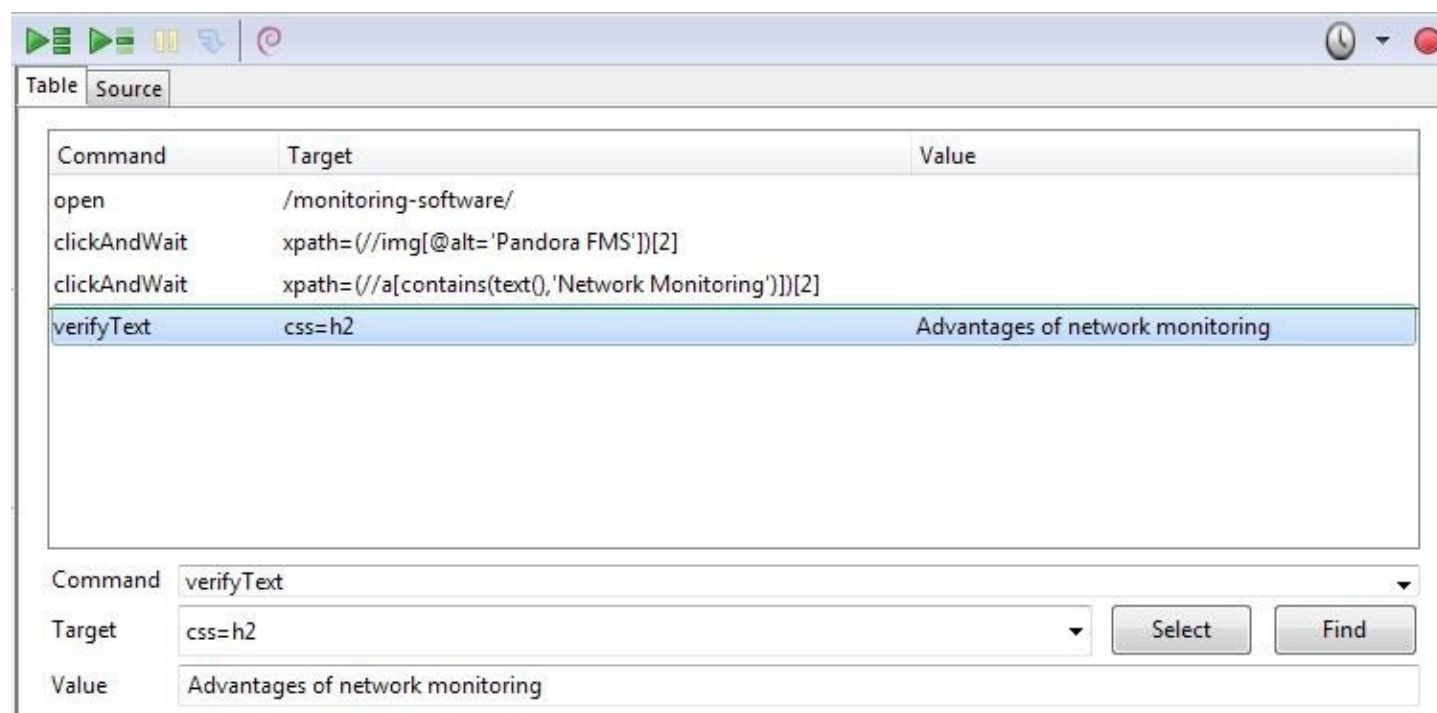 Table Source
Command Target Value
open /monitoring-software/
clickAndWait xpath=(//img[@alt='Pandora FMS'])[2]
clickAndWait xpath=(//a[contains(text(),'Network Monitoring')])[2]
verifyText css=h2 Advantages of network monitoring
Command verifyText
Target css=h2 Select Find
Value Advantages of network monitoring